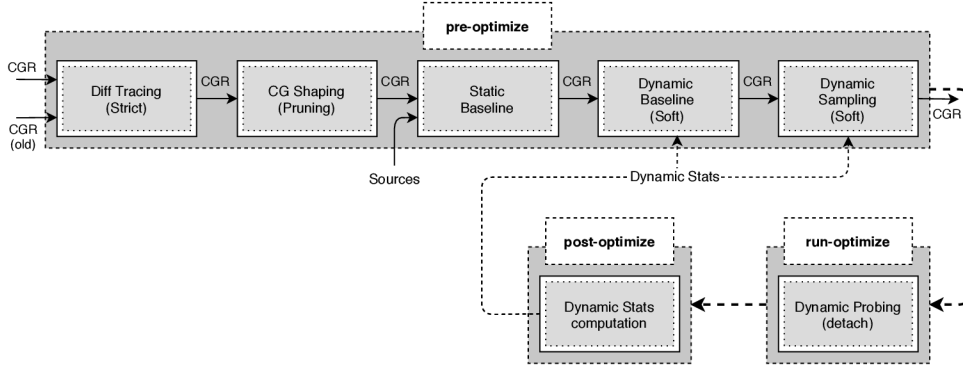 pre-optimize
CGR
CGR
(old)
Diff Tracing
(Strict)
CGR
CG Shaping
(Pruning)
CGR
Static
Baseline
CGR
Dynamic
Baseline
(Soft)
CGR
Dynamic
Sampling
(Soft)
CGR
Sources
Dynamic Stats
post-optimize
Dynamic Stats
computation
run-optimize
Dynamic Probing
(detach)